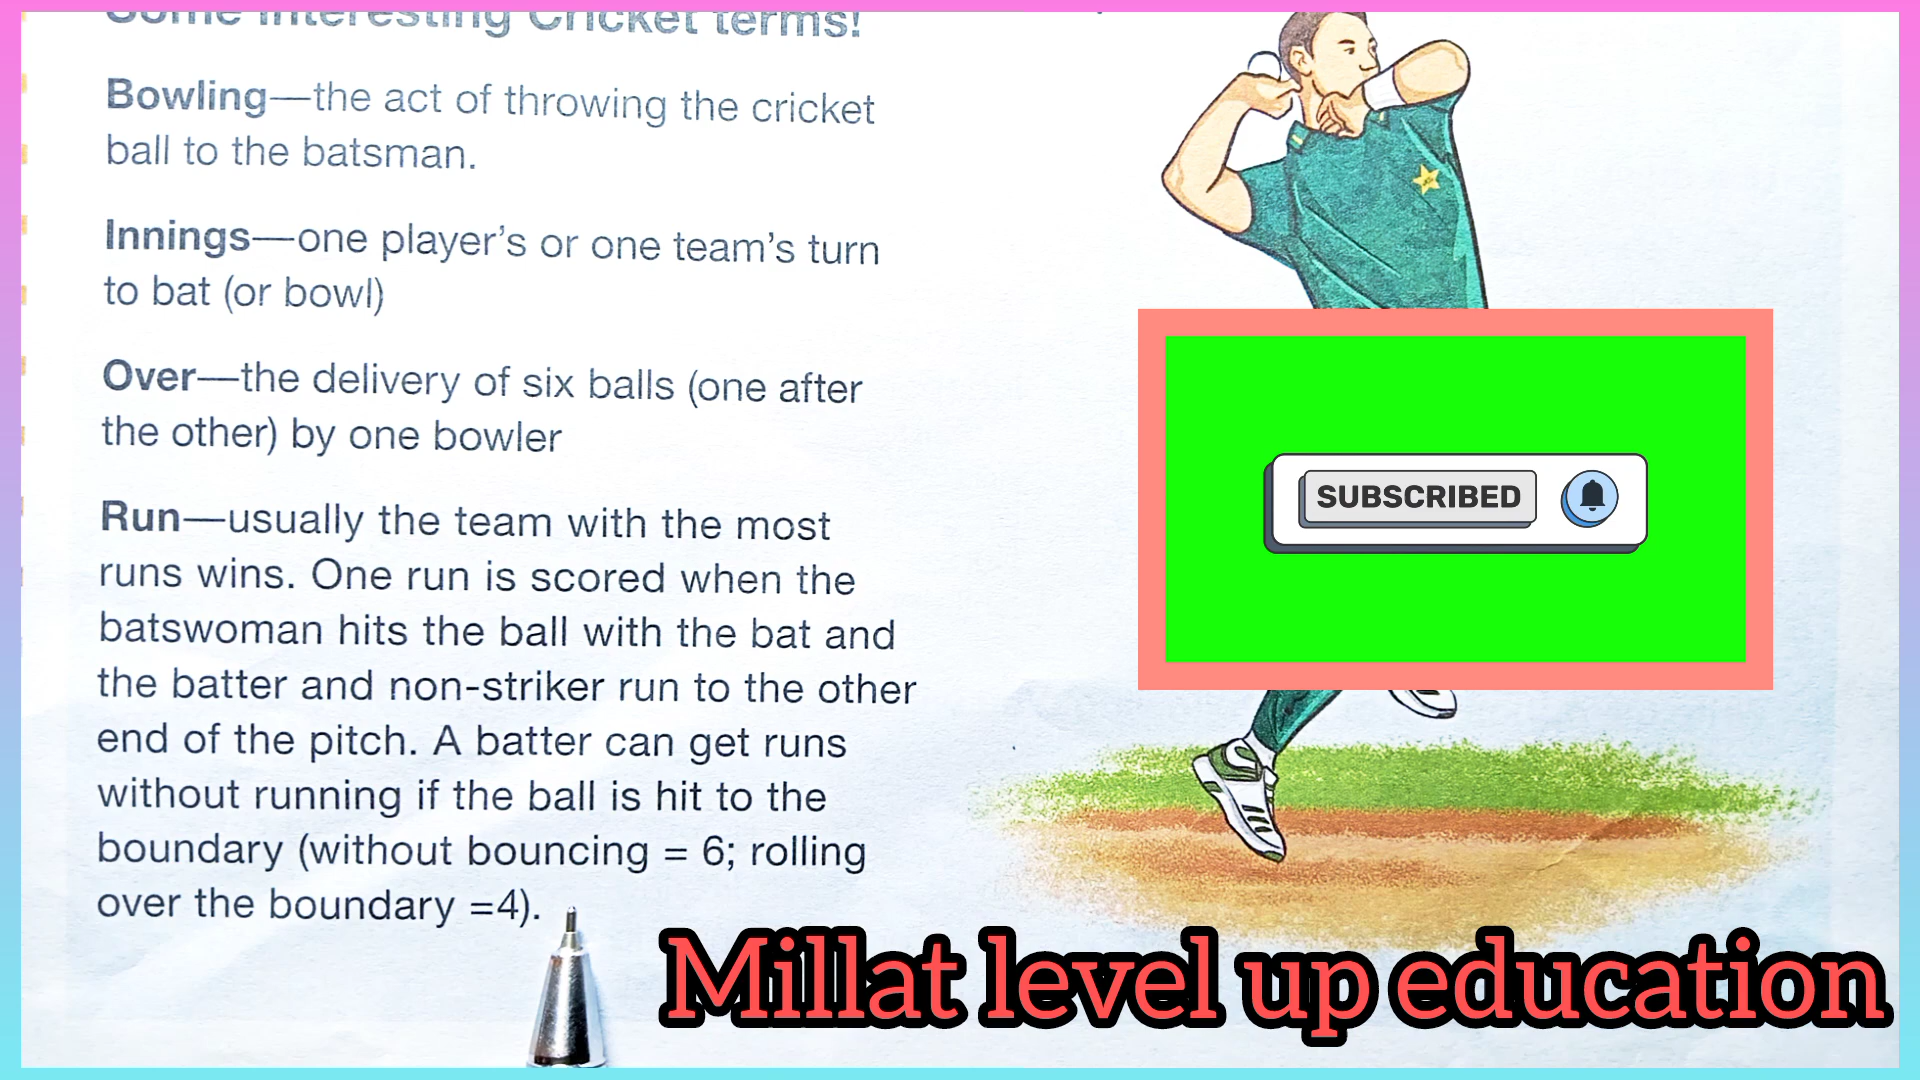 Some Interesting Cricket terms!
Bowling—the act of throwing the cricket
ball to the batsman.
Innings—one player's or one team's turn
to bat (or bowl)
Over—the delivery of six balls (one after
the other) by one bowler
Run—usually the team with the most
runs wins. One run is scored when the
batswoman hits the ball with the bat and
the batter and non-striker run to the other
end of the pitch. A batter can get runs
without running if the ball is hit to the
boundary (without bouncing = 6; rolling
over the boundary =4).
SUBSCRIBED
Millat level up education